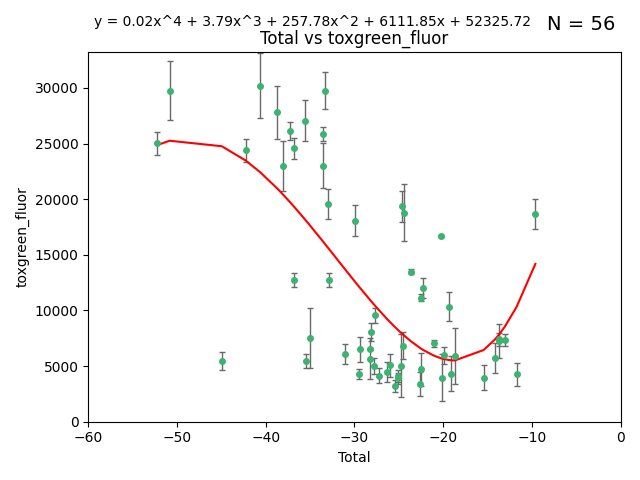 y = 0.02x^4 + 3.79x^3 + 257.78x^2 + 6111.85x + 52325.72
N = 56
Total vs toxgreen_fluor
30000
25000
20000
15000
10000
5000
0
toxgreen_fluor
−60
−50
−40
−30
−20
−10
0
Total